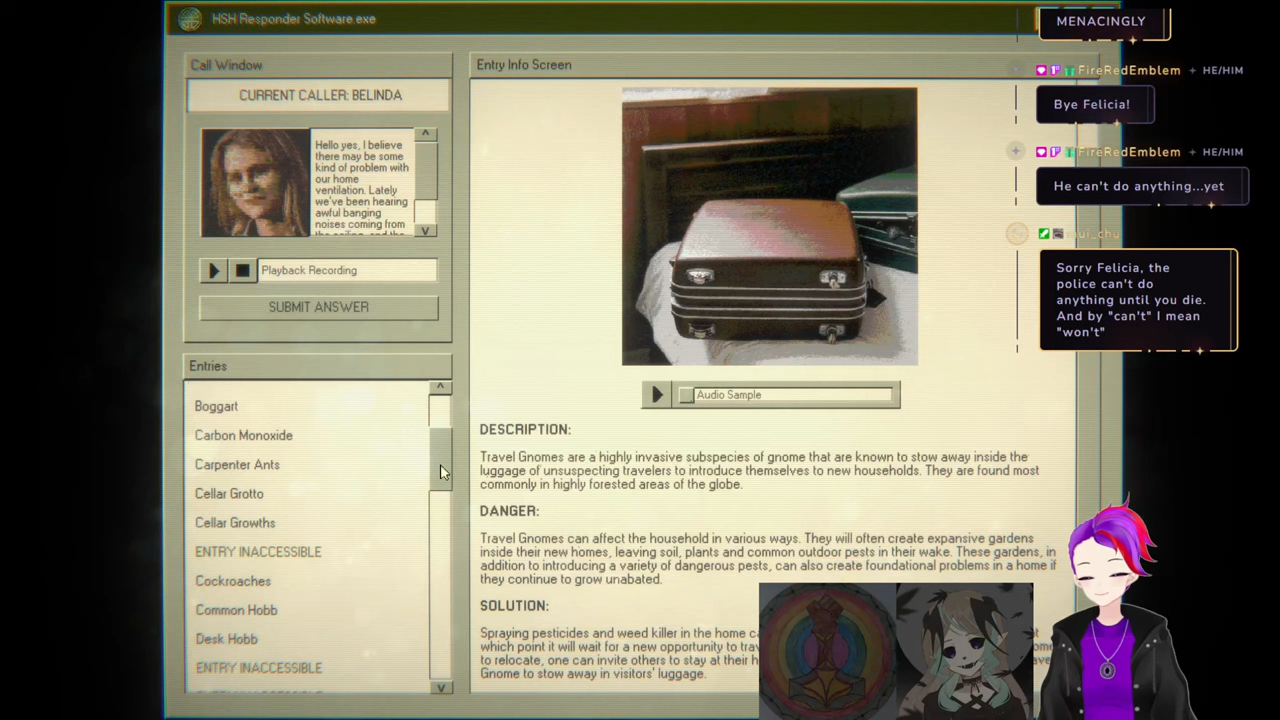 HSH Responder Software.exe
Call Window
CURRENT CALLER: BELINDA
Hello yes, I believe
there may be some
kind of problem with
our home
ventilation. Lately
we've been hearing
awful banging
noises coming from
Playback Recording
SUBMIT ANSWER
Entries
Boggart
Carbon Monoxide
Carpenter Ants
Cellar Grotto
Cellar Growths
ENTRY INACCESSIBLE
Cockroaches
Common Hobb
Desk Hobb
ENTRY INACCESSIBLE
Entry Info Screen
Audio Sample
DESCRIPTION:
Travel Gnomes are a highly invasive subspecies of gnome that are known to stow away inside the
luggage of unsuspecting travelers to introduce themselves to new households. They are found most
commonly in highly forested areas of the globe.
DANGER:
Travel Gnomes can affect the household in various ways. They will often create expansive gardens
inside their new homes, leaving soil, plants and common outdoor pests in their wake. These gardens, in
addition to introducing a variety of dangerous pests, can also create foundational problems in a home if
they continue to grow unabated.
SOLUTION:
Spraying pesticides and weed killer in the home
which point it will wait for a new opportunity to
to relocate, one can invite others to stay at their
Gnome to stow away in visitors' luggage.
MENACINGLY
FireRedEmblem + HE/HIM
Bye Felicia!
FireRedEmblem + HE/HIM
He can't do anything...yet
Sorry Felicia, the
police can't do
anything until you die.
And by "can't" I mean
"won't"